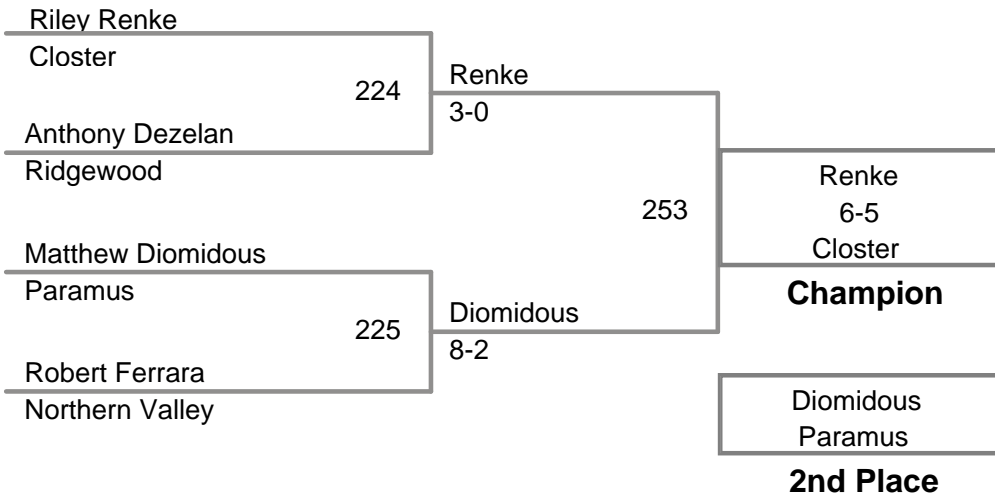 Riley Renke
Closter
224
Anthony Dezelan
Ridgewood
Matthew Diomidous
Paramus
225
Robert Ferrara
Northern Valley
Renke
3-0
253
Diomidous
8-2
Renke
6-5
Closter
Champion
Diomidous
Paramus
2nd Place